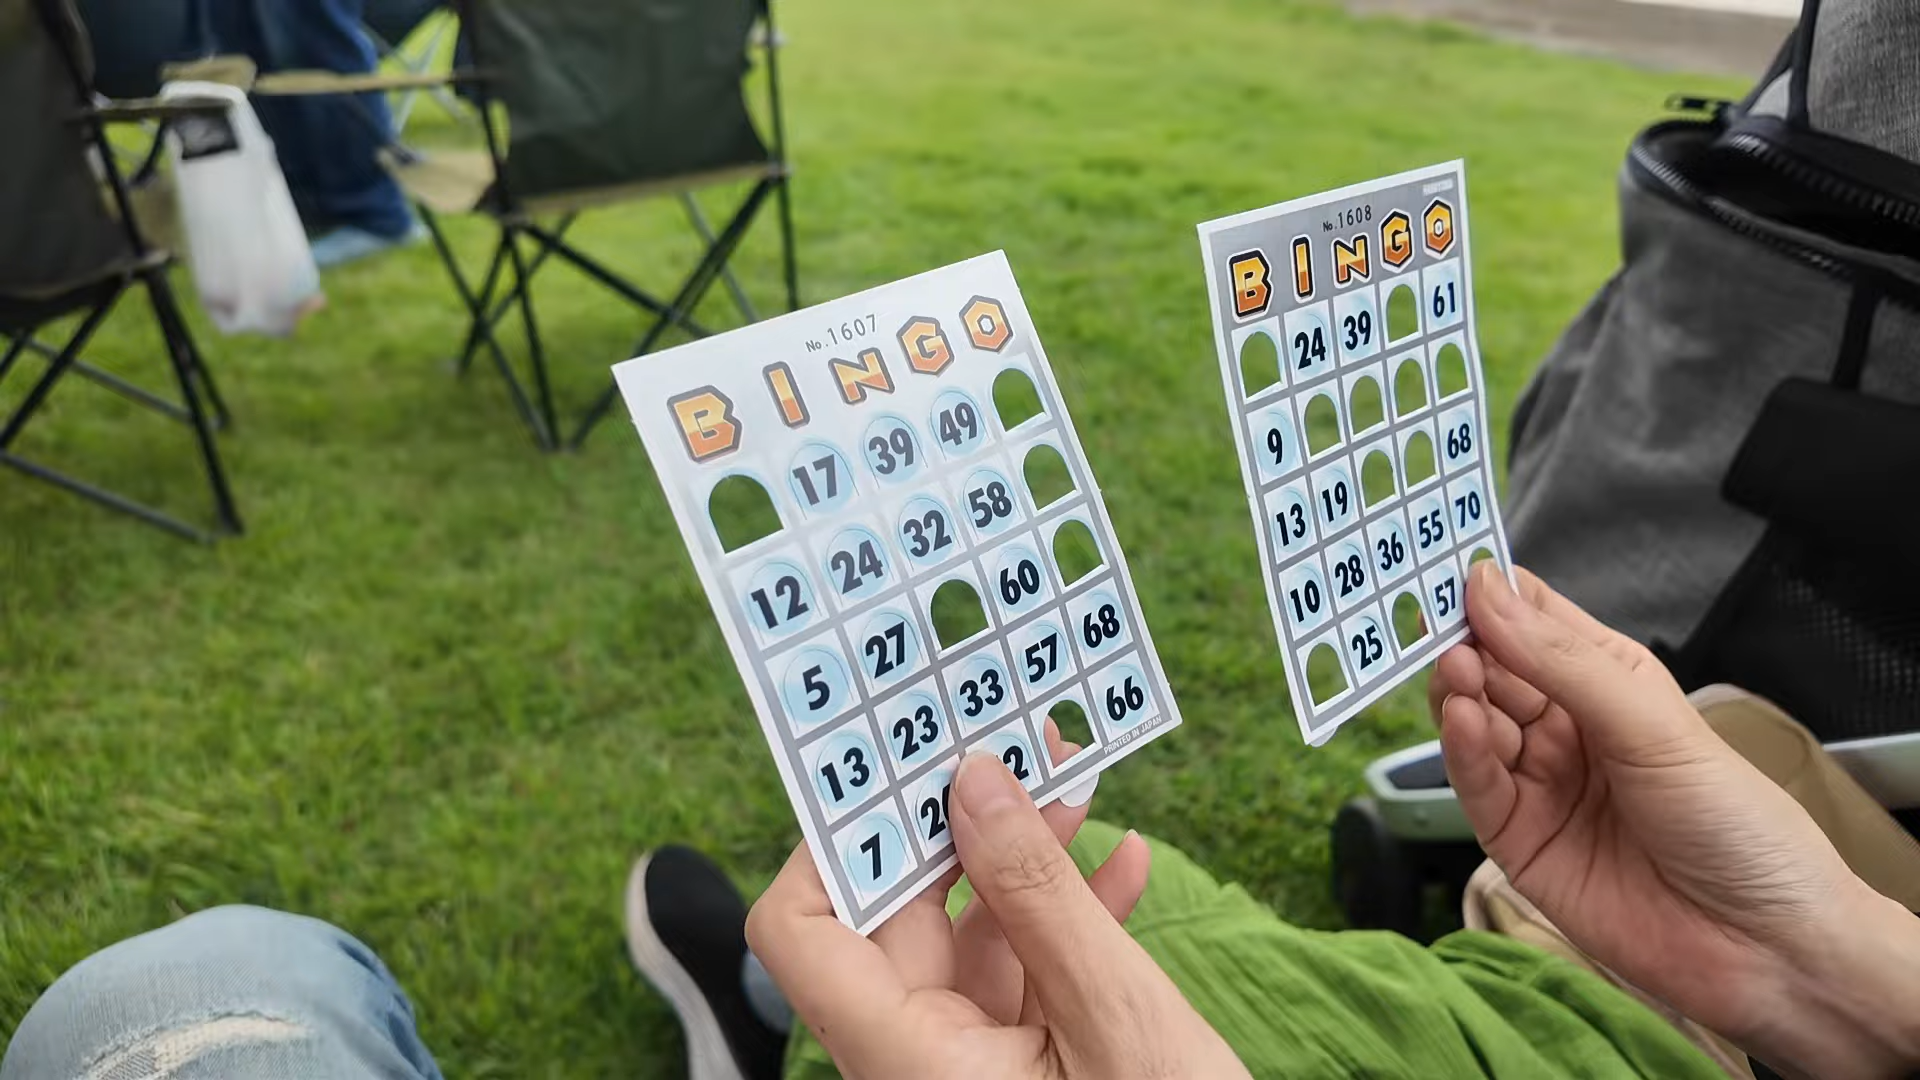 No.1607
BINGO
17 39 49
12 24 32 58
5 27 60
13 23 33 57 68
7 66
PRINTED IN JAPAN
No.1608
BINGO
24 39 61
9
13 19 68
10 28 36 55 70
25 57